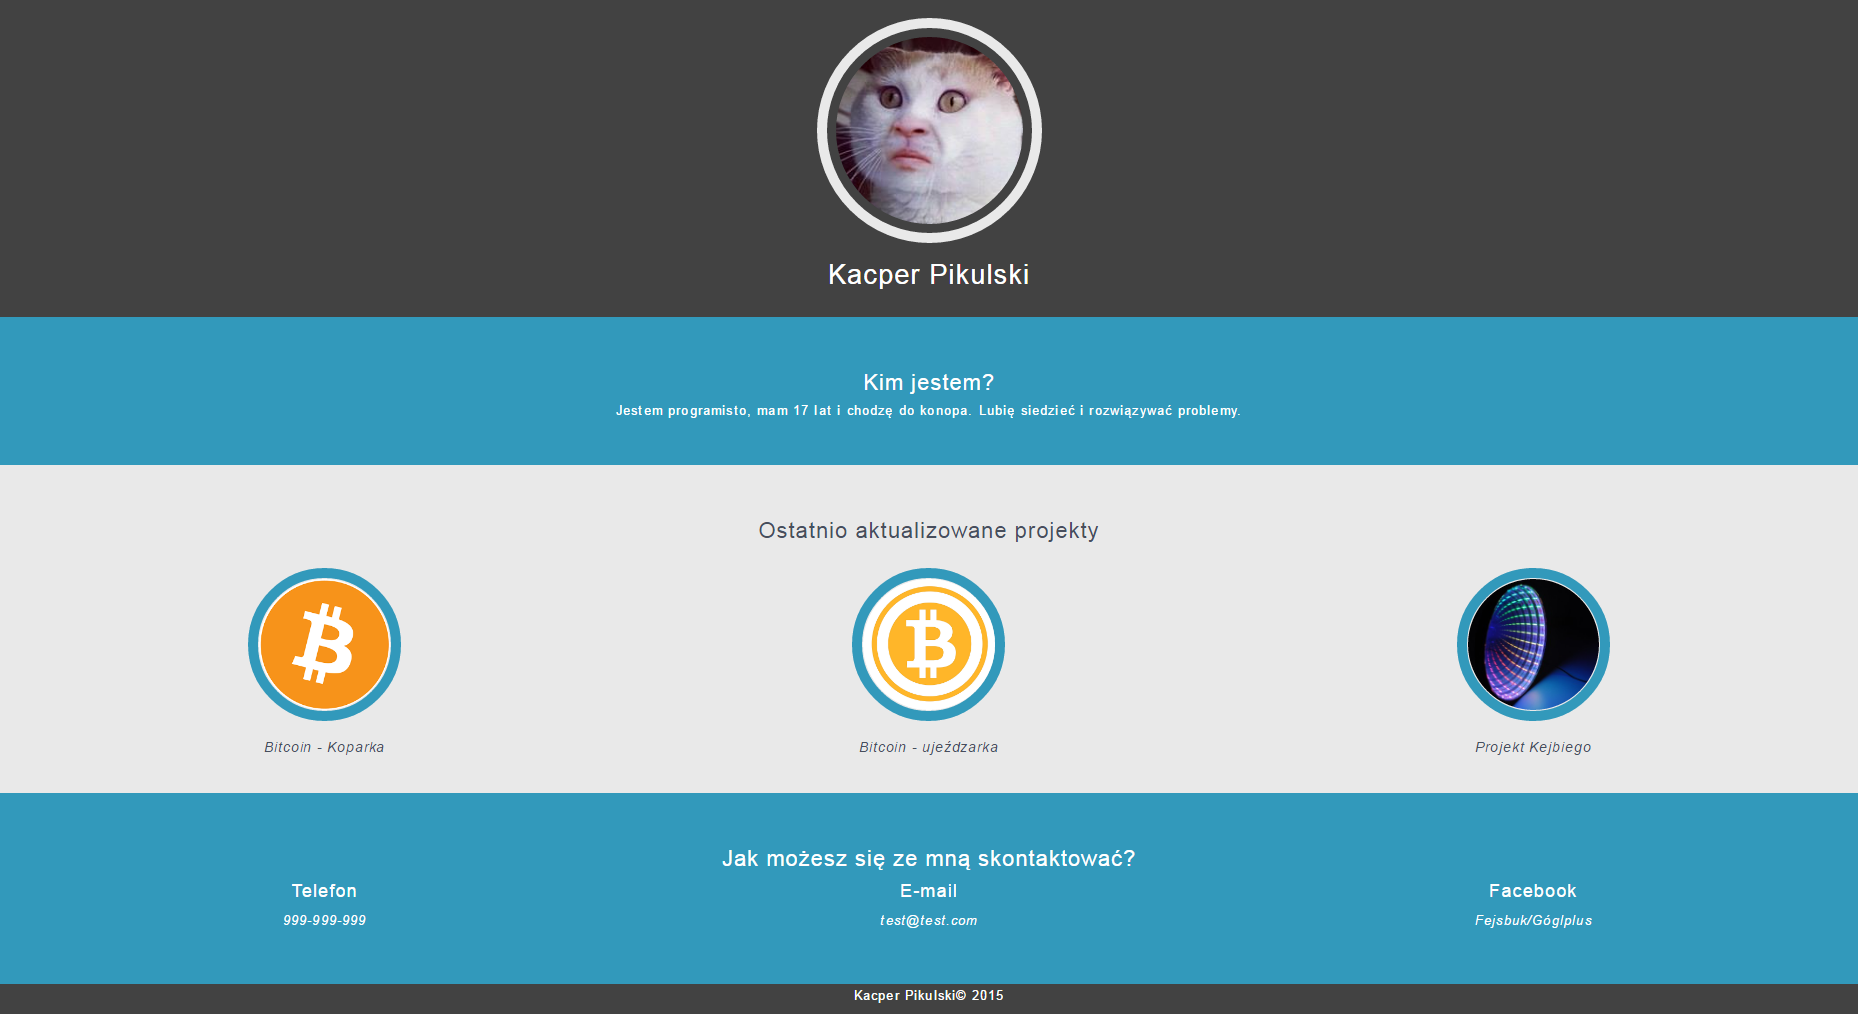 Kacper Pikulski
Kim jestem?
Jestem programisto, mam 17 lat i chodzę do konopa. Lubię siedzieć i rozwiązywać problemy.
Ostatnio aktualizowane projekty
Bitcoin - Koparka
Bitcoin - ujeździarka
Projekt Kejbiego
Jak możesz się ze mną skontaktować?
Telefon
E-mail
Facebook
999-999-999
test@test.com
Fejsbuk/Góglplus
Kacper Pikulski© 2015